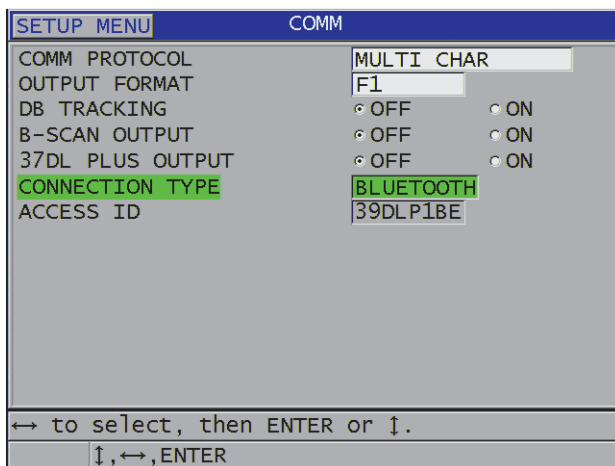 SETUP MENU COMM
COMM PROTOCOL MULTI CHAR
OUTPUT FORMAT F1
DB TRACKING OFF ON
B-SCAN OUTPUT OFF ON
37DL PLUS OUTPUT OFF ON
CONNECTION TYPE BLUETOOTH
ACCESS ID 39DLP1BE
↔ to select, then ENTER or ↕.
↕,↔,ENTER